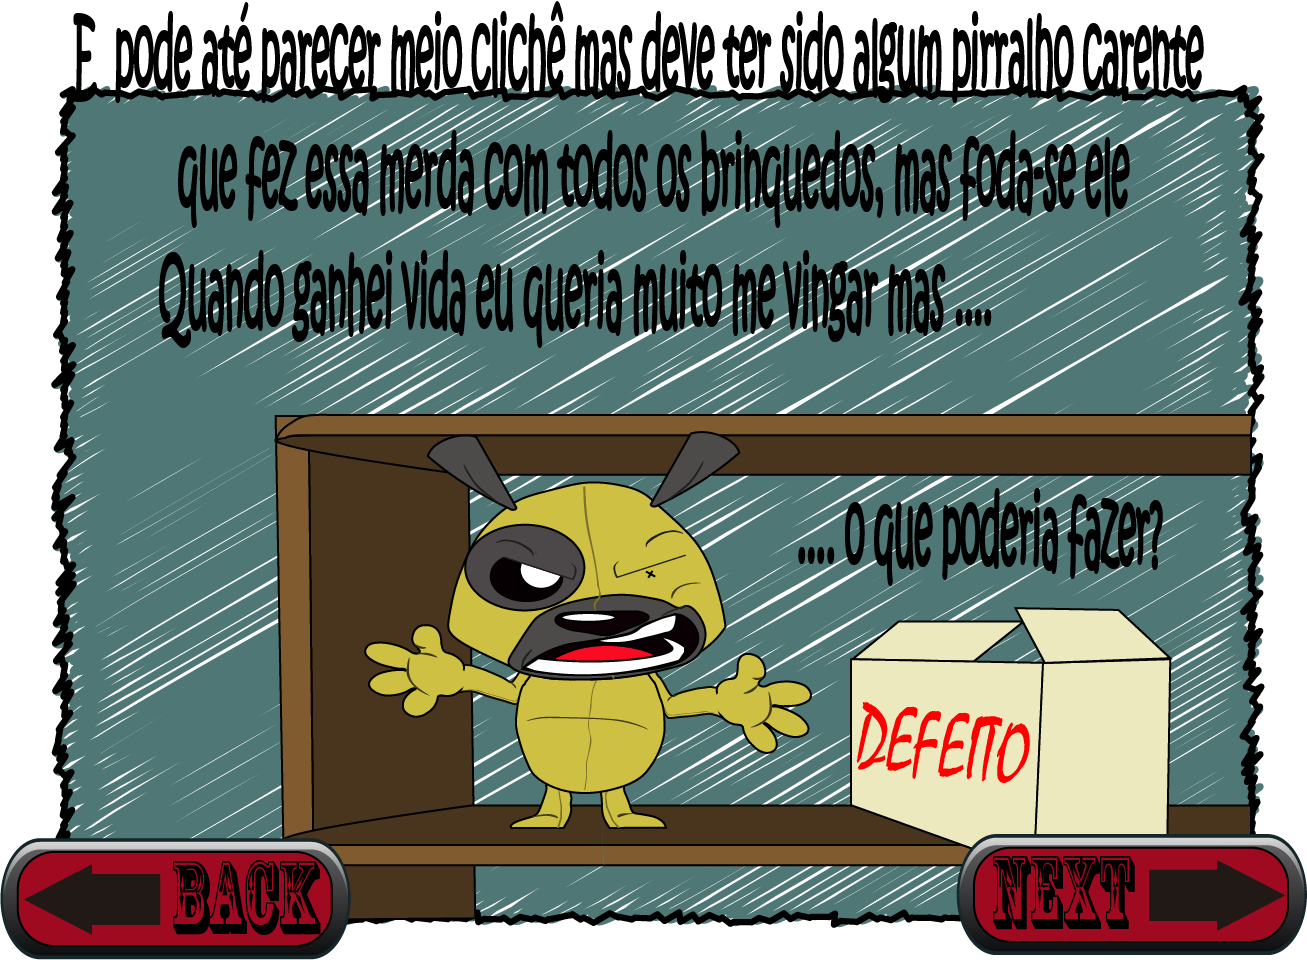 E pode até parecer meio clichê mas deve ter sido algum pirralho carente
que fez essa merda com todos os brinquedos, mas foda-se ele
Quando ganhei vida eu queria muito me vingar mas ....
.... o que poderia fazer?
DEFEITO
BACK
NEXT